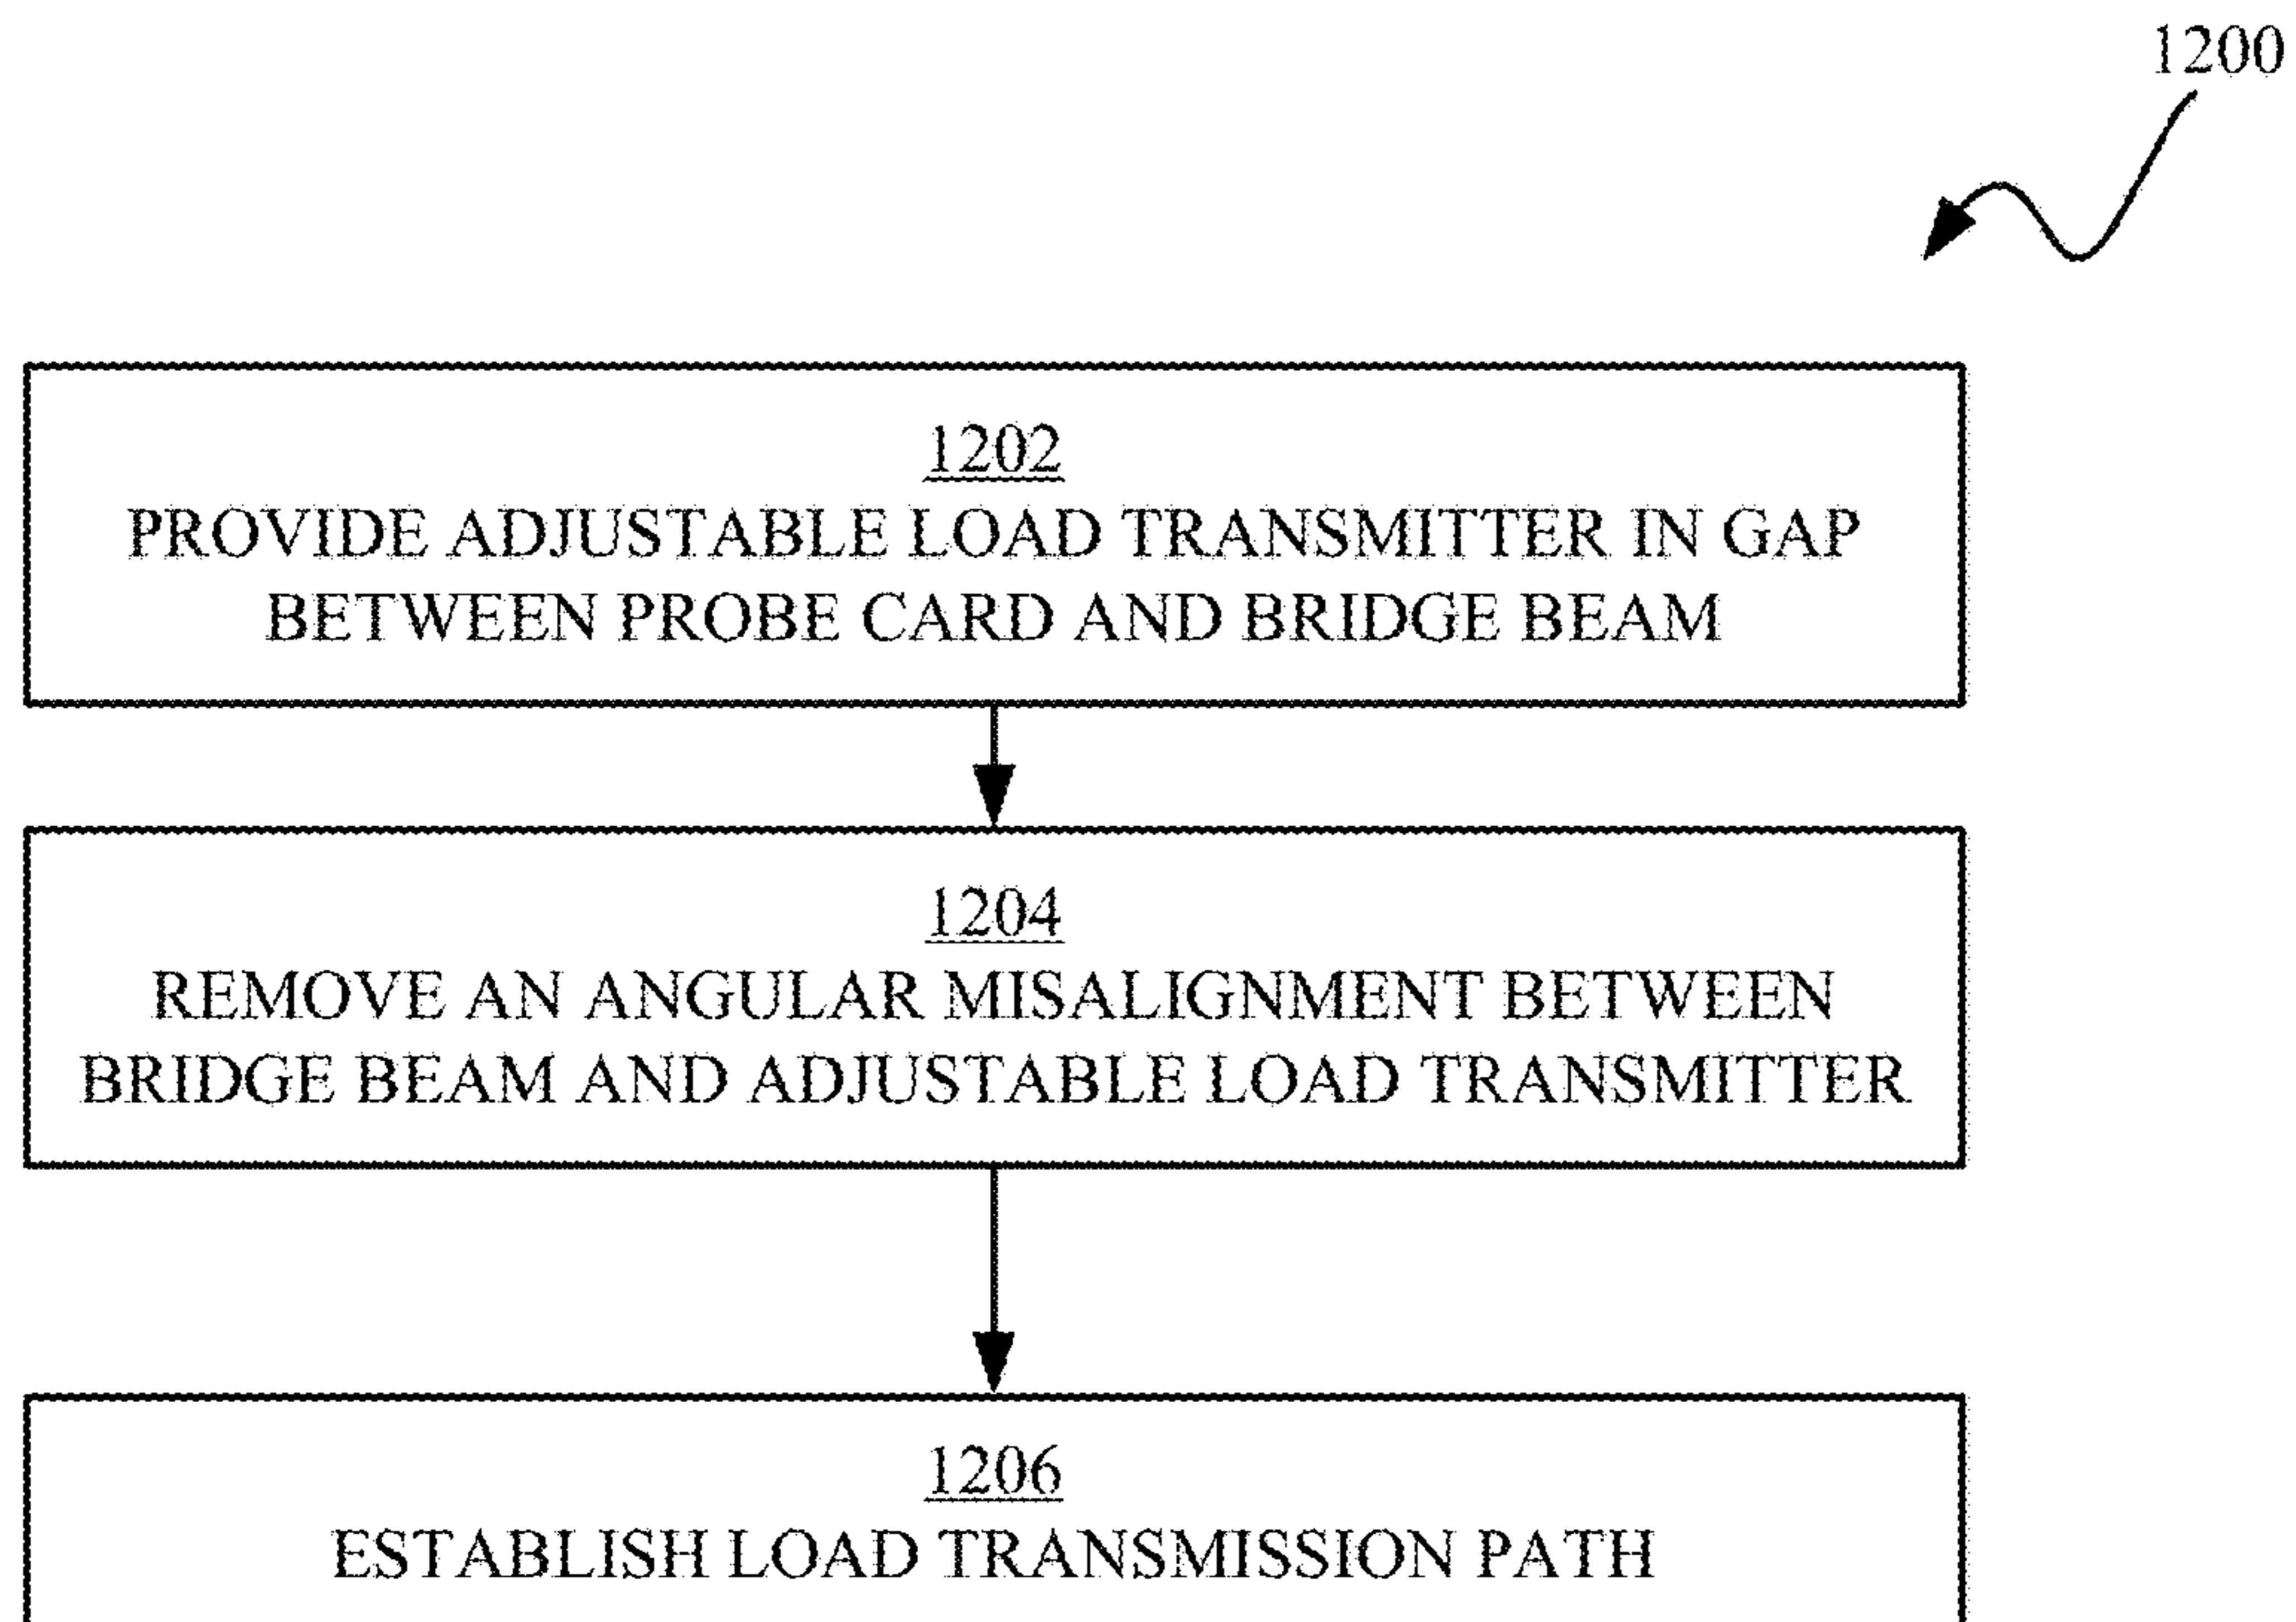 1200
1202
PROVIDE ADJUSTABLE LOAD TRANSMITTER IN GAP
BETWEEN PROBE CARD AND BRIDGE BEAM
1204
REMOVE AN ANGULAR MISALIGNMENT BETWEEN
BRIDGE BEAM AND ADJUSTABLE LOAD TRANSMITTER
1206
ESTABLISH LOAD TRANSMISSION PATH